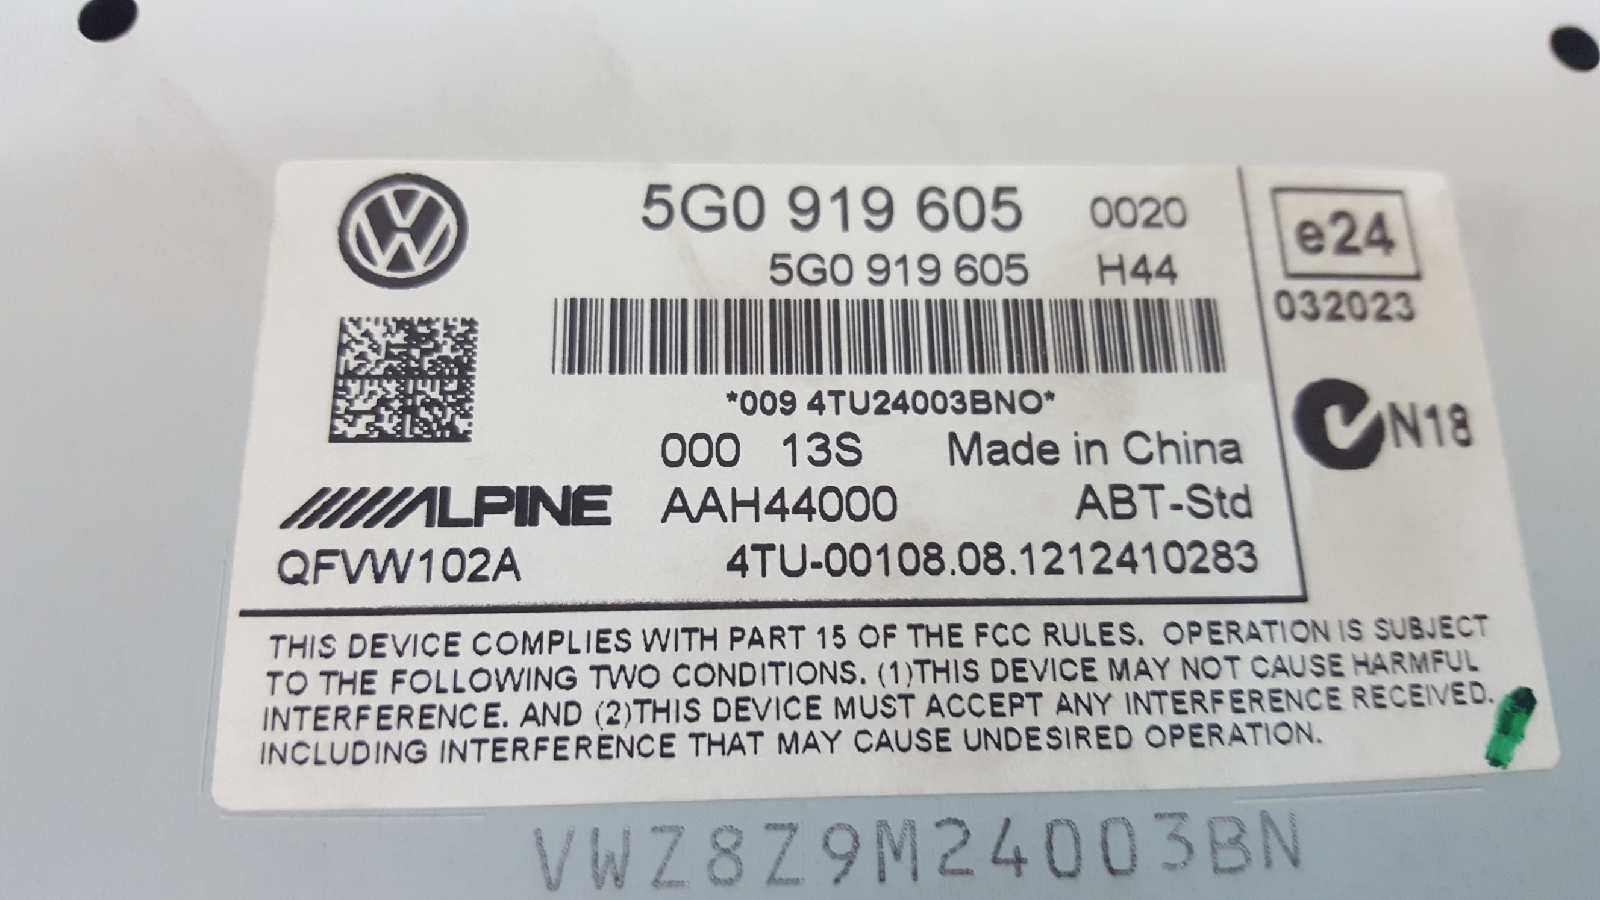 5G0 919 605 0020
5G0 919 605 H44
*009 4TU24003BNO*
000 13S Made in China
ALPINE AAH44000 ABT-Std
QFVW102A 4TU-00108.08.1212410283
e24
032023
N18
THIS DEVICE COMPLIES WITH PART 15 OF THE FCC RULES. OPERATION IS SUBJECT
TO THE FOLLOWING TWO CONDITIONS. (1)THIS DEVICE MAY NOT CAUSE HARMFUL
INTERFERENCE. AND (2)THIS DEVICE MUST ACCEPT ANY INTERFERENCE RECEIVED.
INCLUDING INTERFERENCE THAT MAY CAUSE UNDESIRED OPERATION.
VWZ8Z9M24003BN